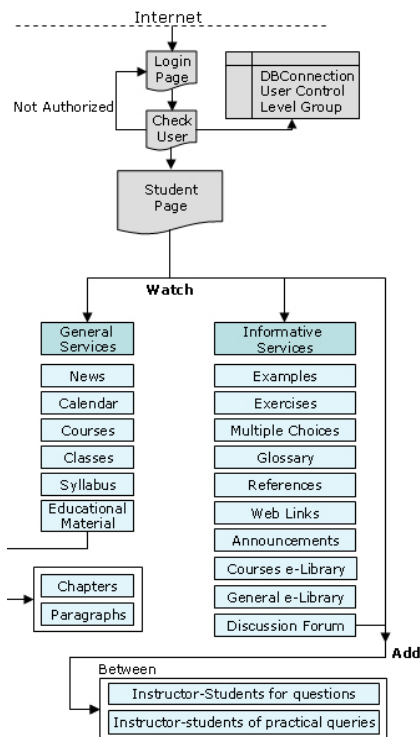 Internet
Login
Page
Not Authorized
DBConnection
User Control
Level Group
Check
User
Student
Page
Watch
General
Services
News
Calendar
Courses
Classes
Syllabus
Educational
Material
Chapters
Paragraphs
Informative
Services
Examples
Exercises
Multiple Choices
Glossary
References
Web Links
Announcements
Courses e-Library
General e-Library
Discussion Forum
Add
Between
Instructor-Students for questions
Instructor-students of practical queries